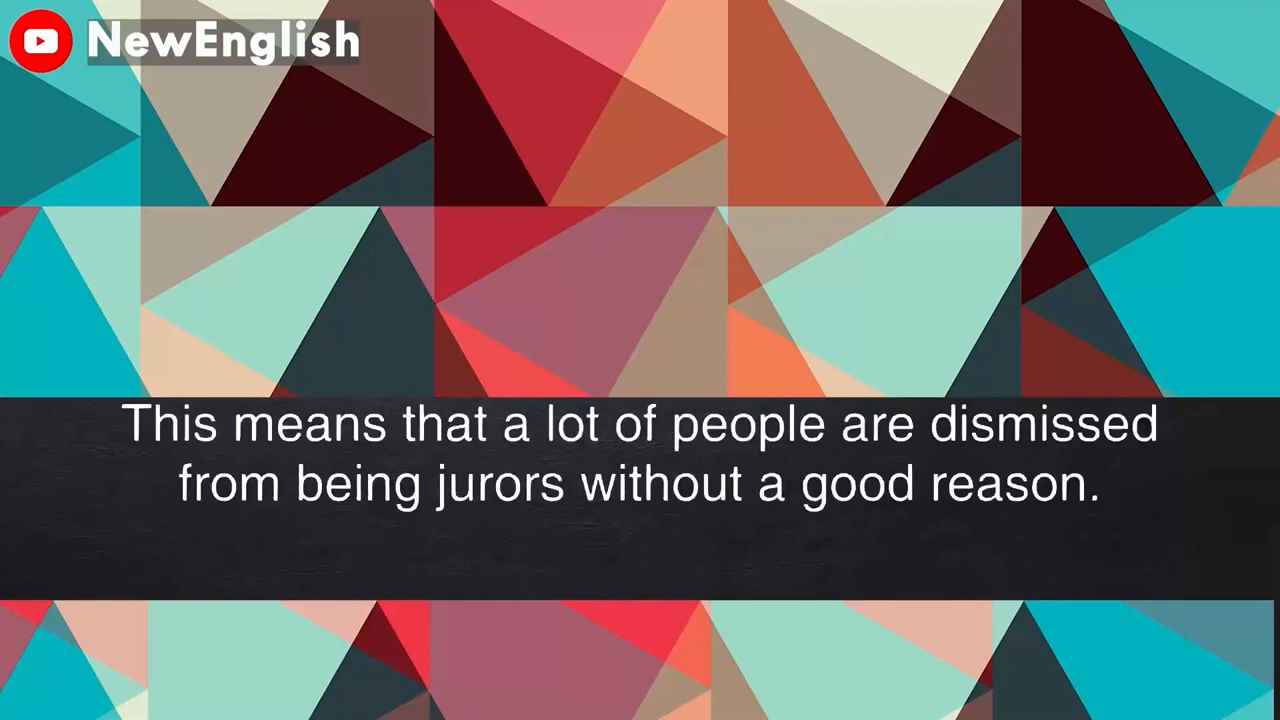 NewEnglish
This means that a lot of people are dismissed
from being jurors without a good reason.